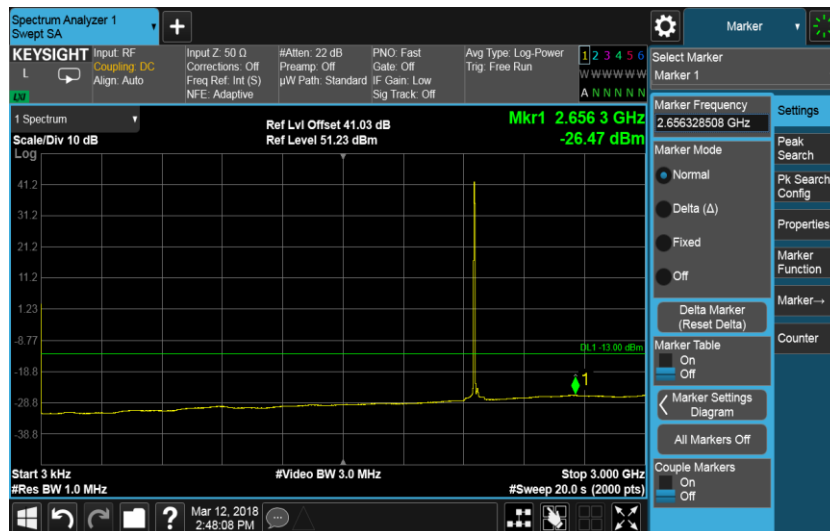 Spectrum Analyzer 1
Swept SA
Marker
KEYSIGHT
L
LXI
Input: RF
Coupling: DC
Align: Auto
Input Z: 50 Ω
Corrections: Off
Freq Ref: Int (S)
NFE: Adaptive
#Atten: 22 dB
Preamp: Off
µW Path: Standard
PNO: Fast
Gate: Off
IF Gain: Low
Sig Track: Off
Avg Type: Log-Power
Trig: Free Run
1 2 3 4 5 6
W W W W W W
A N N N N N
Select Marker
Marker 1
1 Spectrum
Scale/Div 10 dB
Log
Ref Lvl Offset 41.03 dB
Ref Level 51.23 dBm
Mkr1 2.656 3 GHz
-26.47 dBm
41.2
31.2
21.2
11.2
1.23
-8.77
-18.8
-28.8
-38.8
DL1 -13.00 dBm
1
Start 3 kHz
#Res BW 1.0 MHz
#Video BW 3.0 MHz
Stop 3.000 GHz
#Sweep 20.0 s (2000 pts)
Marker Frequency
2.656328508 GHz
Marker Mode
Normal
Delta (Δ)
Fixed
Off
Delta Marker
(Reset Delta)
Marker Table
On
Off
Marker Settings
Diagram
All Markers Off
Couple Markers
On
Off
Settings
Peak
Search
Pk Search
Config
Properties
Marker
Function
Marker→
Counter
?
Mar 12, 2018
2:48:08 PM